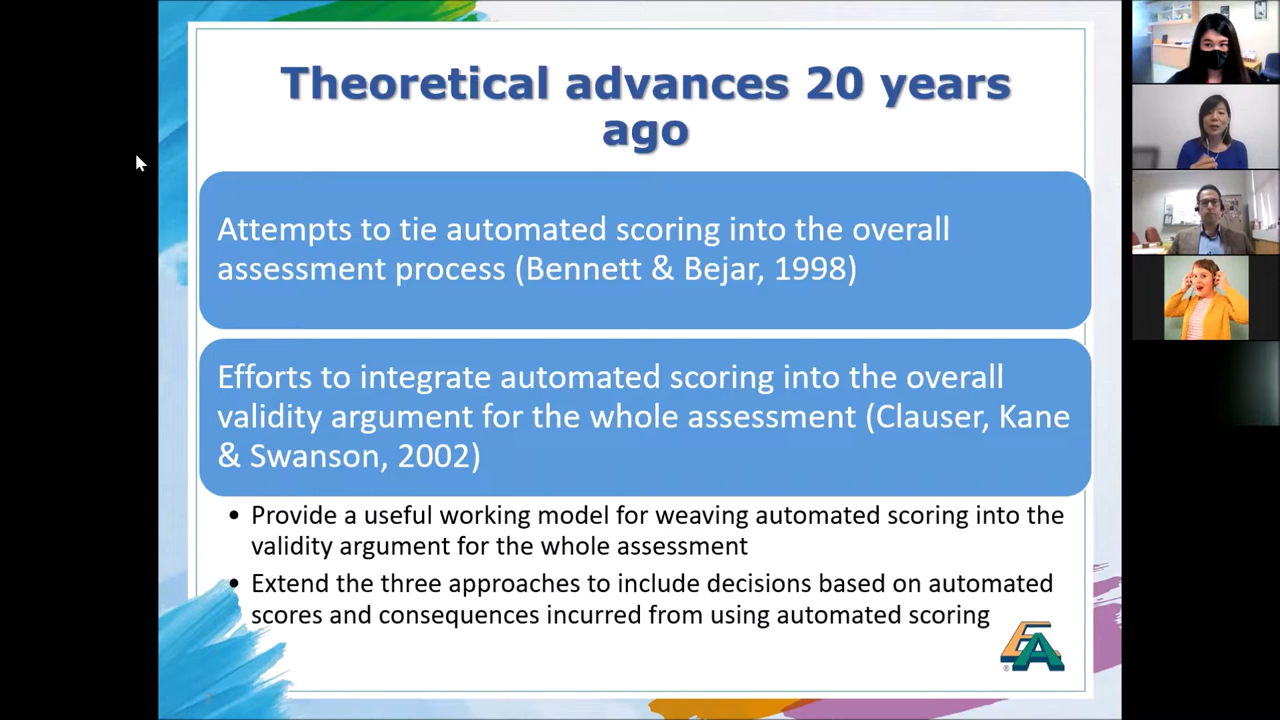 Theoretical advances 20 years
ago
Attempts to tie automated scoring into the overall
assessment process (Bennett & Bejar, 1998)
Efforts to integrate automated scoring into the overall
validity argument for the whole assessment (Clauser, Kane
& Swanson, 2002)
• Provide a useful working model for weaving automated scoring into the
validity argument for the whole assessment
• Extend the three approaches to include decisions based on automated
scores and consequences incurred from using automated scoring
EA
®